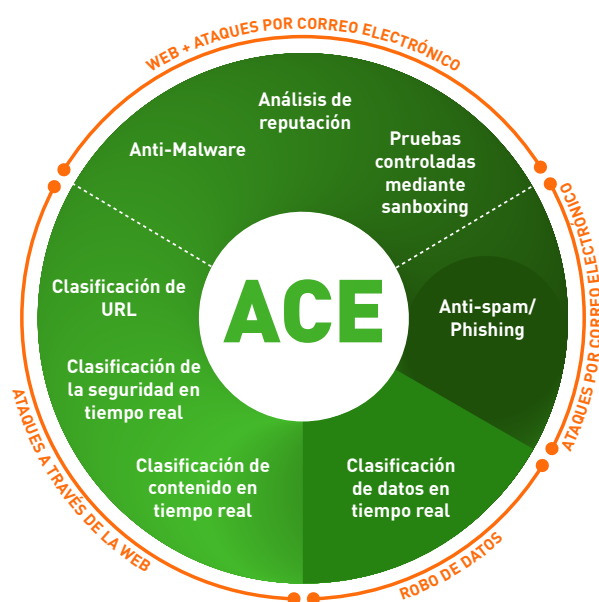 WEB + ATAQUES POR CORREO ELECTRÓNICO
Análisis de
reputación
Anti-Malware
Pruebas
controladas
mediante
sanboxing
ATAQUES POR CORREO ELECTRÓNICO
Clasificación de
URL
ACE
Anti-spam/
Phishing
Clasificación de
la seguridad en
tiempo real
Clasificación de
contenido en
tiempo real
Clasificación
de datos en
tiempo real
ATAQUES A TRAVÉS DE LA WEB
ROBO DE DATOS